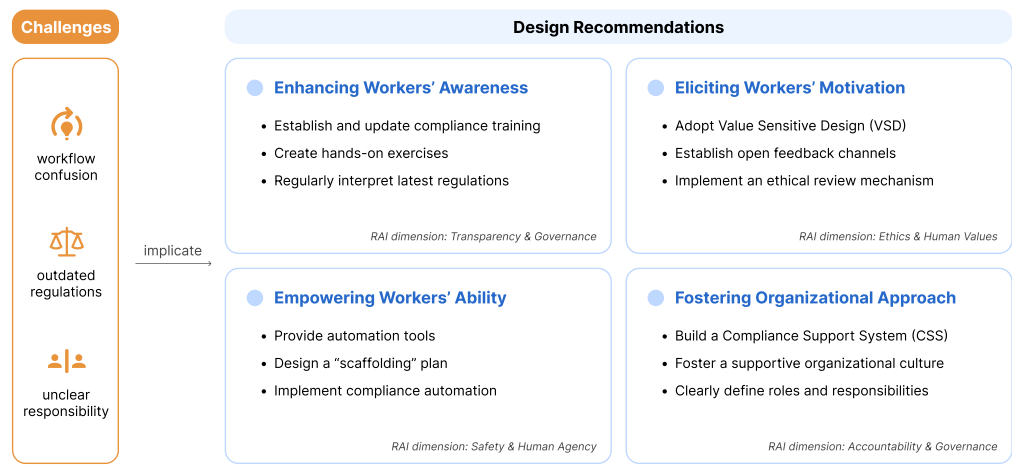 Challenges
Design Recommendations
workflow
confusion
outdated
regulations
unclear
responsibility
implicate
Enhancing Workers’ Awareness
• Establish and update compliance training
• Create hands-on exercises
• Regularly interpret latest regulations
RAI dimension: Transparency & Governance
Eliciting Workers’ Motivation
• Adopt Value Sensitive Design (VSD)
• Establish open feedback channels
• Implement an ethical review mechanism
RAI dimension: Ethics & Human Values
Empowering Workers’ Ability
• Provide automation tools
• Design a “scaffolding” plan
• Implement compliance automation
RAI dimension: Safety & Human Agency
Fostering Organizational Approach
• Build a Compliance Support System (CSS)
• Foster a supportive organizational culture
• Clearly define roles and responsibilities
RAI dimension: Accountability & Governance